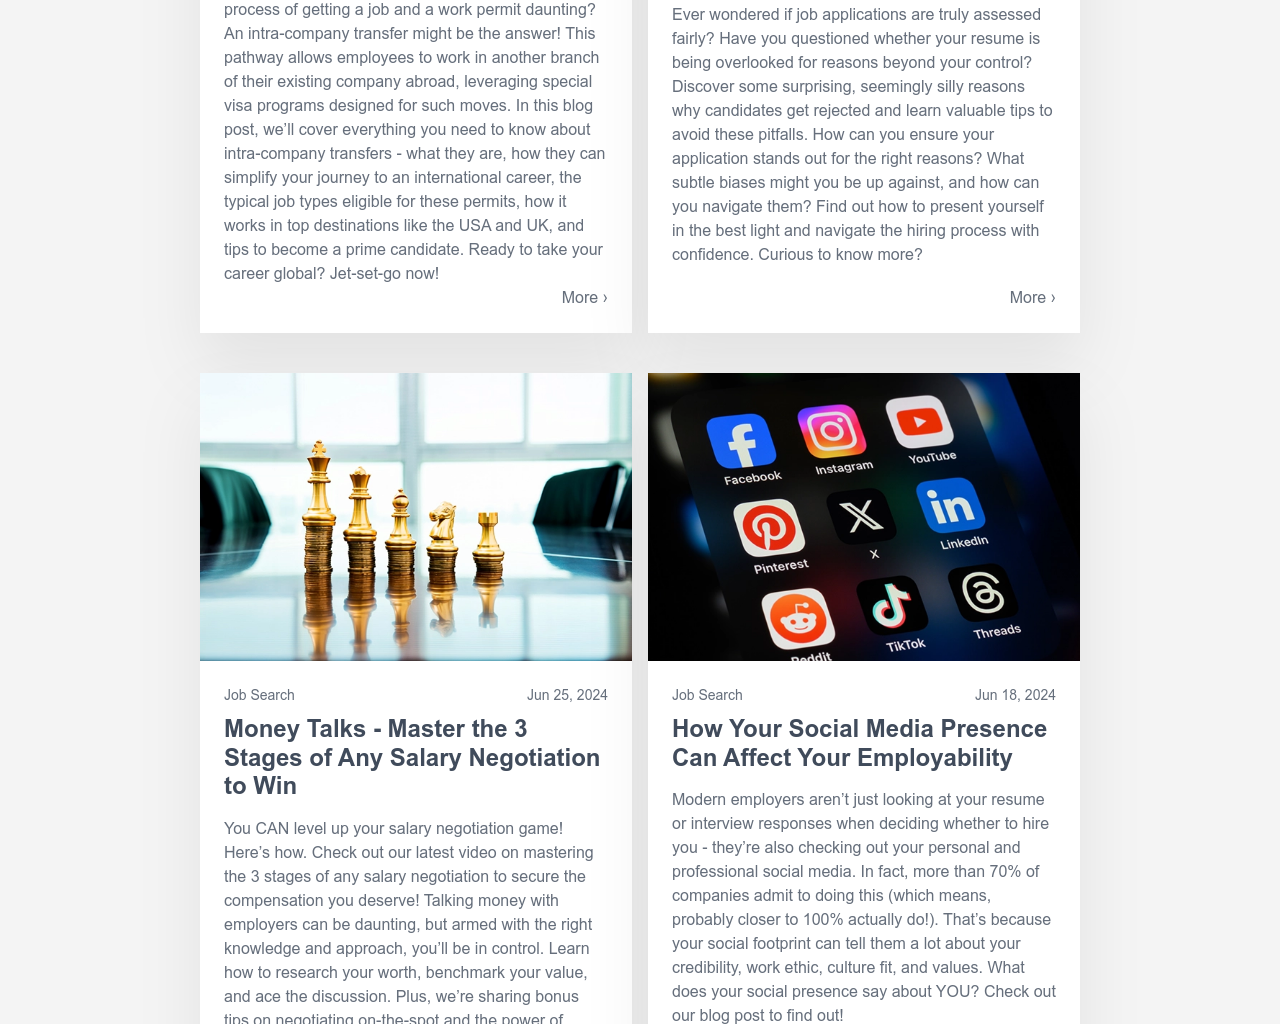 process of getting a job and a work permit daunting?
An intra-company transfer might be the answer! This
pathway allows employees to work in another branch
of their existing company abroad, leveraging special
visa programs designed for such moves. In this blog
post, we’ll cover everything you need to know about
intra-company transfers - what they are, how they can
simplify your journey to an international career, the
typical job types eligible for these permits, how it
works in top destinations like the USA and UK, and
tips to become a prime candidate. Ready to take your
career global? Jet-set-go now!
More ›
Ever wondered if job applications are truly assessed
fairly? Have you questioned whether your resume is
being overlooked for reasons beyond your control?
Discover some surprising, seemingly silly reasons
why candidates get rejected and learn valuable tips to
avoid these pitfalls. How can you ensure your
application stands out for the right reasons? What
subtle biases might you be up against, and how can
you navigate them? Find out how to present yourself
in the best light and navigate the hiring process with
confidence. Curious to know more?
More ›
Job Search
Jun 25, 2024
Money Talks - Master the 3
Stages of Any Salary Negotiation
to Win
You CAN level up your salary negotiation game!
Here’s how. Check out our latest video on mastering
the 3 stages of any salary negotiation to secure the
compensation you deserve! Talking money with
employers can be daunting, but armed with the right
knowledge and approach, you’ll be in control. Learn
how to research your worth, benchmark your value,
and ace the discussion. Plus, we’re sharing bonus
tips on negotiating on-the-spot and the power of
Facebook
Instagram
YouTube
Pinterest
X
LinkedIn
Reddit
TikTok
Threads
Job Search
Jun 18, 2024
How Your Social Media Presence
Can Affect Your Employability
Modern employers aren’t just looking at your resume
or interview responses when deciding whether to hire
you - they’re also checking out your personal and
professional social media. In fact, more than 70% of
companies admit to doing this (which means,
probably closer to 100% actually do!). That’s because
your social footprint can tell them a lot about your
credibility, work ethic, culture fit, and values. What
does your social presence say about YOU? Check out
our blog post to find out!